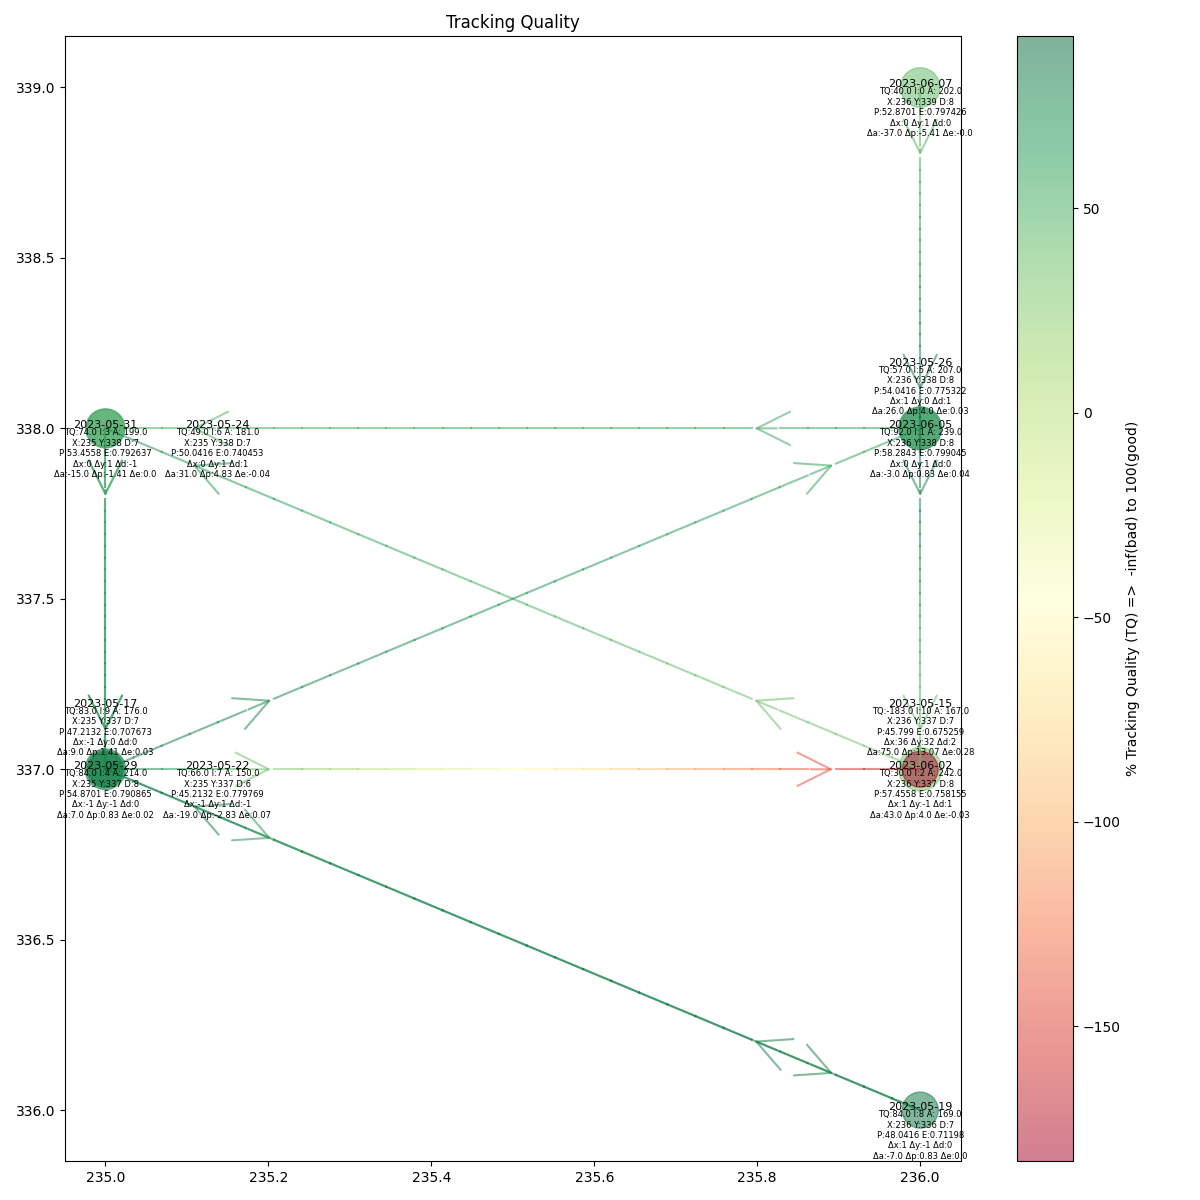 Tracking Quality
339.0
338.5
338.0
337.5
337.0
336.5
336.0
235.0
235.2
235.4
235.6
235.8
236.0
2023-06-07
TQ:40.0 I:0 A: 202.0
X:236 Y:339 D:8
P:52.8701 E:0.797426
Δx:0 Δy:1 Δd:0
Δa:-37.0 Δp:-5.41 Δe:-0.0
2023-05-26
TQ:57.0 I:5 A: 207.0
X:236 Y:338 D:8
P:54.0416 E:0.775322
Δx:1 Δy:0 Δd:1
Δa:26.0 Δp:4.0 Δe:0.03
2023-06-05
TQ:92.0 I:1 A: 239.0
X:236 Y:338 D:8
P:58.2843 E:0.799045
Δx:0 Δy:1 Δd:0
Δa:-3.0 Δp:0.83 Δe:0.04
2023-05-31
TQ:74.0 I:3 A: 199.0
X:235 Y:338 D:7
P:53.4558 E:0.792637
Δx:0 Δy:1 Δd:-1
Δa:-15.0 Δp:-1.41 Δe:0.0
2023-05-24
TQ:49.0 I:6 A: 181.0
X:235 Y:338 D:7
P:50.0416 E:0.740453
Δx:0 Δy:1 Δd:1
Δa:31.0 Δp:4.83 Δe:-0.04
2023-05-17
TQ:83.0 I:9 A: 176.0
X:235 Y:337 D:7
P:47.2132 E:0.707673
Δx:-1 Δy:0 Δd:0
Δa:9.0 Δp:1.41 Δe:0.03
2023-05-29
TQ:84.0 I:4 A: 214.0
X:235 Y:337 D:8
P:54.8701 E:0.790865
Δx:-1 Δy:-1 Δd:0
Δa:7.0 Δp:0.83 Δe:0.02
2023-05-22
TQ:66.0 I:7 A: 150.0
X:235 Y:337 D:6
P:45.2132 E:0.779769
Δx:-1 Δy:1 Δd:-1
Δa:-19.0 Δp:-2.83 Δe:0.07
2023-05-15
TQ:-183.0 I:10 A: 167.0
X:236 Y:337 D:7
P:45.799 E:0.675259
Δx:36 Δy:32 Δd:2
Δa:75.0 Δp:13.07 Δe:0.28
2023-06-02
TQ:30.0 I:2 A: 242.0
X:236 Y:337 D:8
P:57.4558 E:0.758155
Δx:1 Δy:-1 Δd:1
Δa:43.0 Δp:4.0 Δe:-0.03
2023-05-19
TQ:84.0 I:8 A: 169.0
X:236 Y:336 D:7
P:48.0416 E:0.71198
Δx:1 Δy:-1 Δd:0
Δa:-7.0 Δp:0.83 Δe:0.0
50
0
−50
−100
−150
% Tracking Quality (TQ) => -inf(bad) to 100(good)